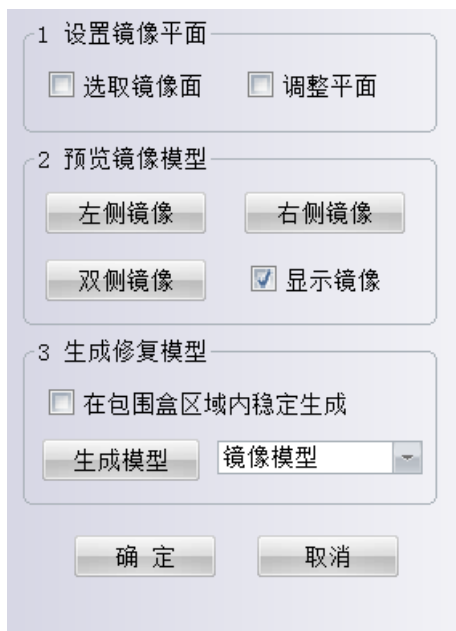 1 设置镜像平面
选取镜像面 调整平面
2 预览镜像模型
左侧镜像 右侧镜像
双侧镜像 显示镜像
3 生成修复模型
在包围盒区域内稳定生成
生成模型 镜像模型
确 定 取消